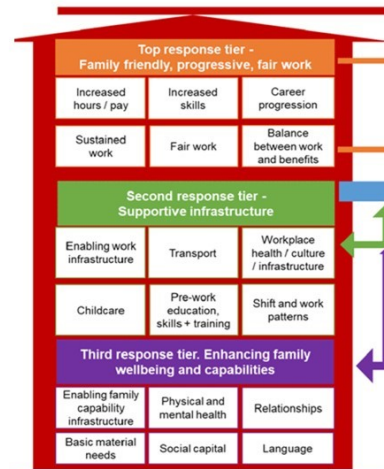 Top response tier -
Family friendly, progressive, fair work
Increased
hours / pay
Increased
skills
Career
progression
Sustained
work
Fair work
Balance
between work
and benefits
Second response tier -
Supportive infrastructure
Enabling work
infrastructure
Transport
Workplace
health / culture
/ infrastructure
Childcare
Pre-work
education,
skills + training
Shift and work
patterns
Third response tier. Enhancing family
wellbeing and capabilities
Enabling family
capability
infrastructure
Physical and
mental health
Relationships
Basic material
needs
Social capital
Language